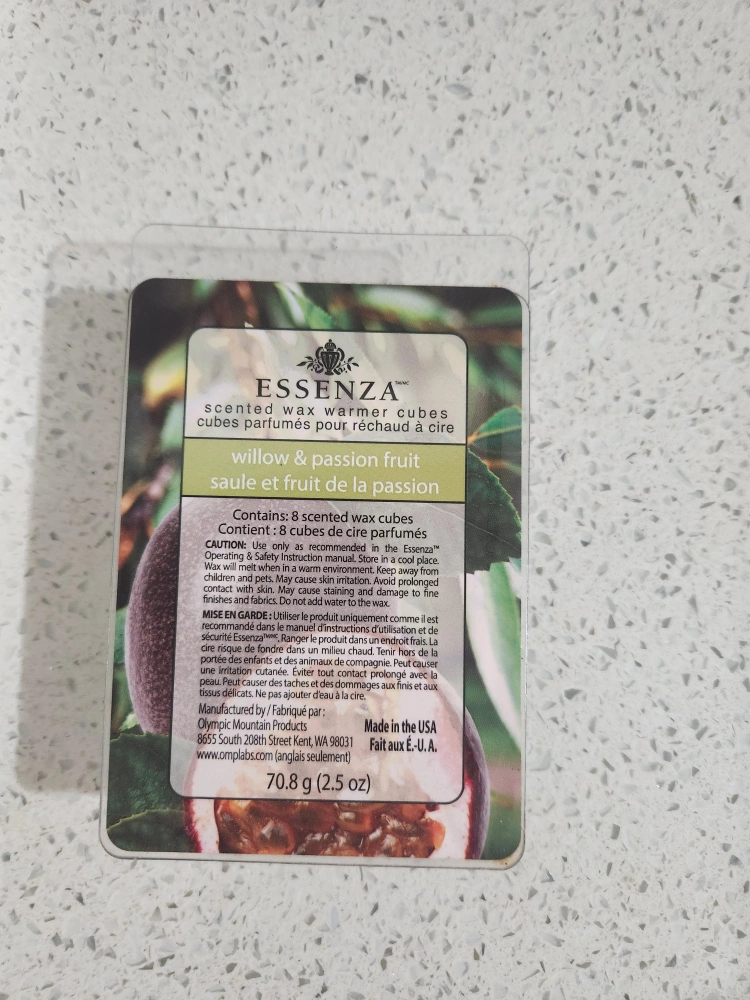 ESSENZA™/MC
scented wax warmer cubes
cubes parfumés pour réchaud à cire
willow & passion fruit
saule et fruit de la passion
Contains: 8 scented wax cubes
Contient : 8 cubes de cire parfumés
CAUTION: Use only as recommended in the Essenza™
Operating & Safety Instruction manual. Store in a cool place.
Wax will melt when in a warm environment. Keep away from
children and pets. May cause skin irritation. Avoid prolonged
contact with skin. May cause staining and damage to fine
finishes and fabrics. Do not add water to the wax.
MISE EN GARDE : Utiliser le produit uniquement comme il est
recommandé dans le manuel d'instructions d'utilisation et de
sécurité Essenza™/MC. Ranger le produit dans un endroit frais. La
cire risque de fondre dans un milieu chaud. Tenir hors de la
portée des enfants et des animaux de compagnie. Peut causer
une irritation cutanée. Éviter tout contact prolongé avec la
peau. Peut causer des taches et des dommages aux finis et aux
tissus délicats. Ne pas ajouter d'eau à la cire.
Manufactured by / Fabriqué par :
Olympic Mountain Products
8655 South 208th Street Kent, WA 98031
www.omplabs.com (anglais seulement)
Made in the USA
Fait aux É.-U. A.
70.8 g (2.5 oz)